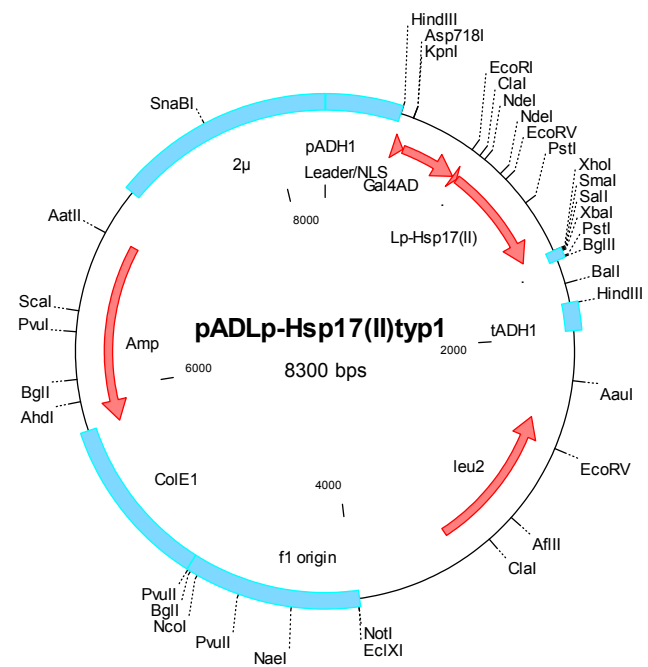 HindIII
Asp718I
KpnI
EcoRI
ClaI
NdeI
NdeI
EcoRV
PstI
XhoI
SmaI
SalI
XbaI
PstI
BglII
BalI
HindIII
SnaBI
pADH1
2µ
Leader/NLS
Gal4AD
8000
Lp-Hsp17(II)
AatII
ScaI
PvuI
Amp
pADLp-Hsp17(II)typ1
tADH1
2000
6000
8300 bps
BglI
AhdI
AauI
leu2
EcoRV
ColE1
4000
AflII
ClaI
f1 origin
PvuII
BglI
NcoI
PvuII
NaeI
NotI
EclXI